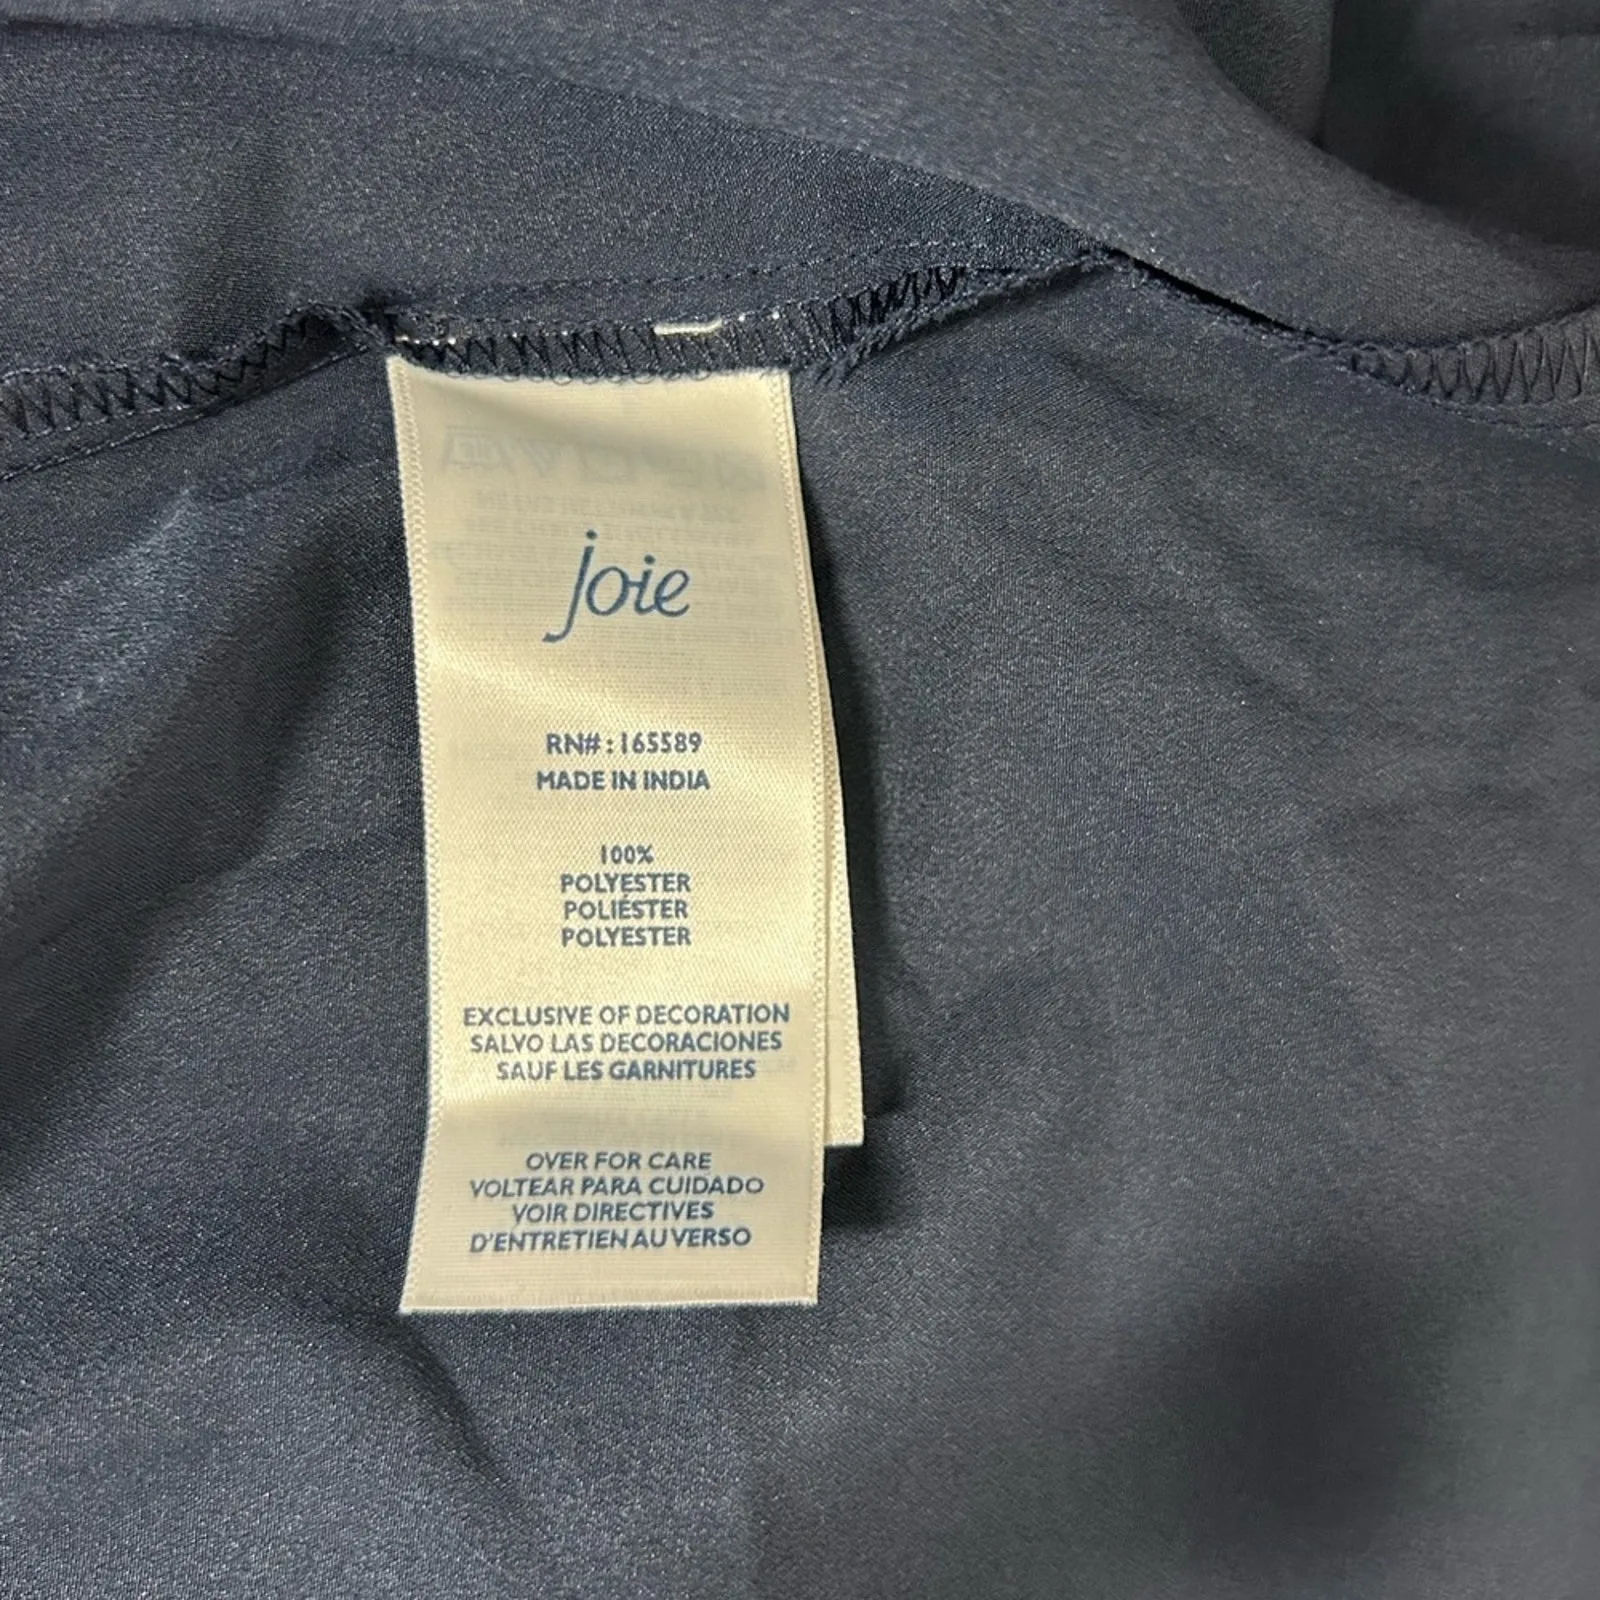 joie
RN# : 165589
MADE IN INDIA
100%
POLYESTER
POLIÉSTER
POLYESTER
EXCLUSIVE OF DECORATION
SALVO LAS DECORACIONES
SAUF LES GARNITURES
OVER FOR CARE
VOLTEAR PARA CUIDADO
VOIR DIRECTIVES
D'ENTRETIEN AU VERSO